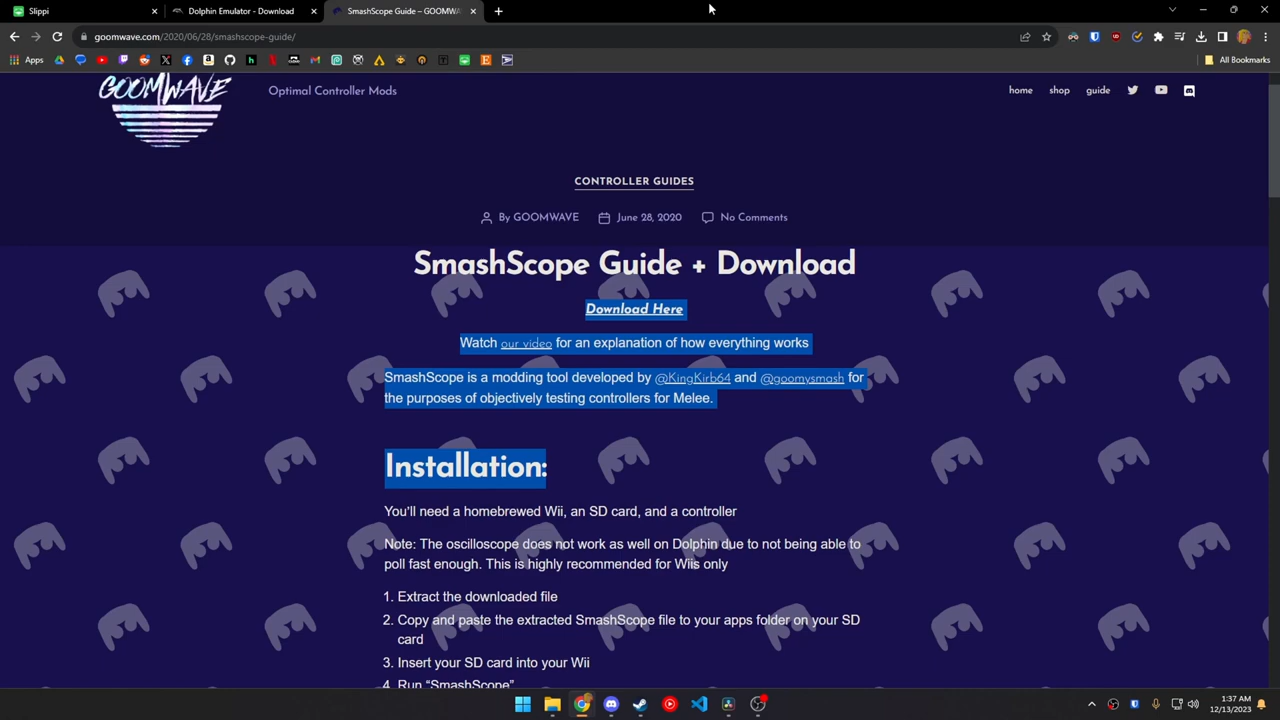 Slippi
Dolphin Emulator - Download
SmashScope Guide – GOOMW
goomwave.com/2020/06/28/smashscope-guide/
Apps
All Bookmarks
GOOMWAVE
Optimal Controller Mods
home shop guide
CONTROLLER GUIDES
By GOOMWAVE June 28, 2020 No Comments
SmashScope Guide + Download
Download Here
Watch our video for an explanation of how everything works
SmashScope is a modding tool developed by @KingKirb64 and @goomysmash for
the purposes of objectively testing controllers for Melee.
Installation:
You’ll need a homebrewed Wii, an SD card, and a controller
Note: The oscilloscope does not work as well on Dolphin due to not being able to
poll fast enough. This is highly recommended for Wiis only
1. Extract the downloaded file
2. Copy and paste the extracted SmashScope file to your apps folder on your SD
card
3. Insert your SD card into your Wii
4. Run “SmashScope”
1:37 AM
12/13/2023